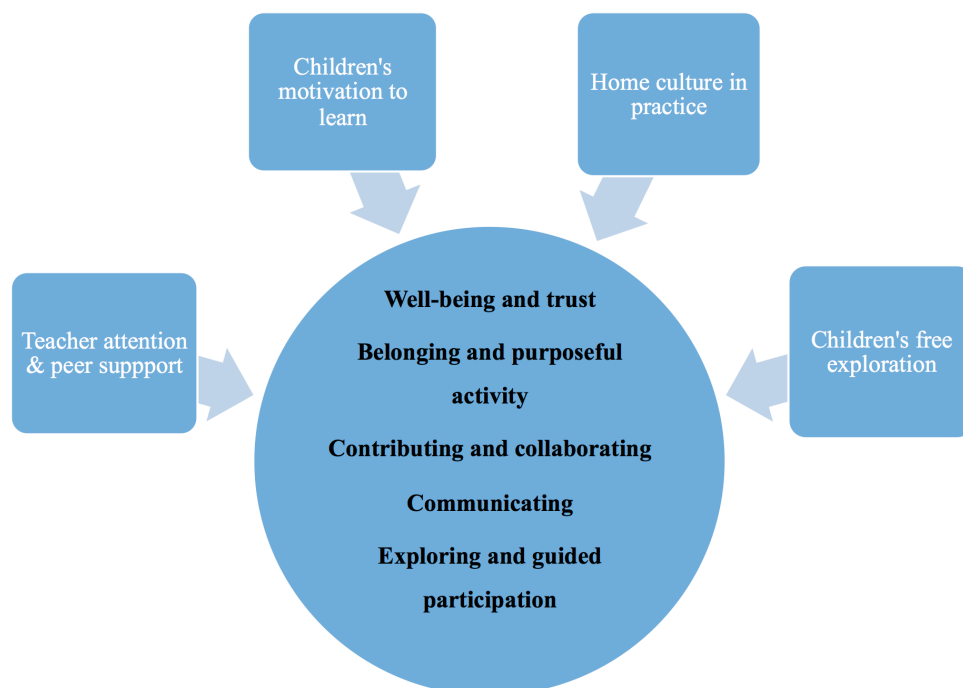 Children's
motivation to
learn
Home culture in
practice
Teacher attention
& peer suppport
Children's free
exploration
Well-being and trust
Belonging and purposeful
activity
Contributing and collaborating
Communicating
Exploring and guided
participation